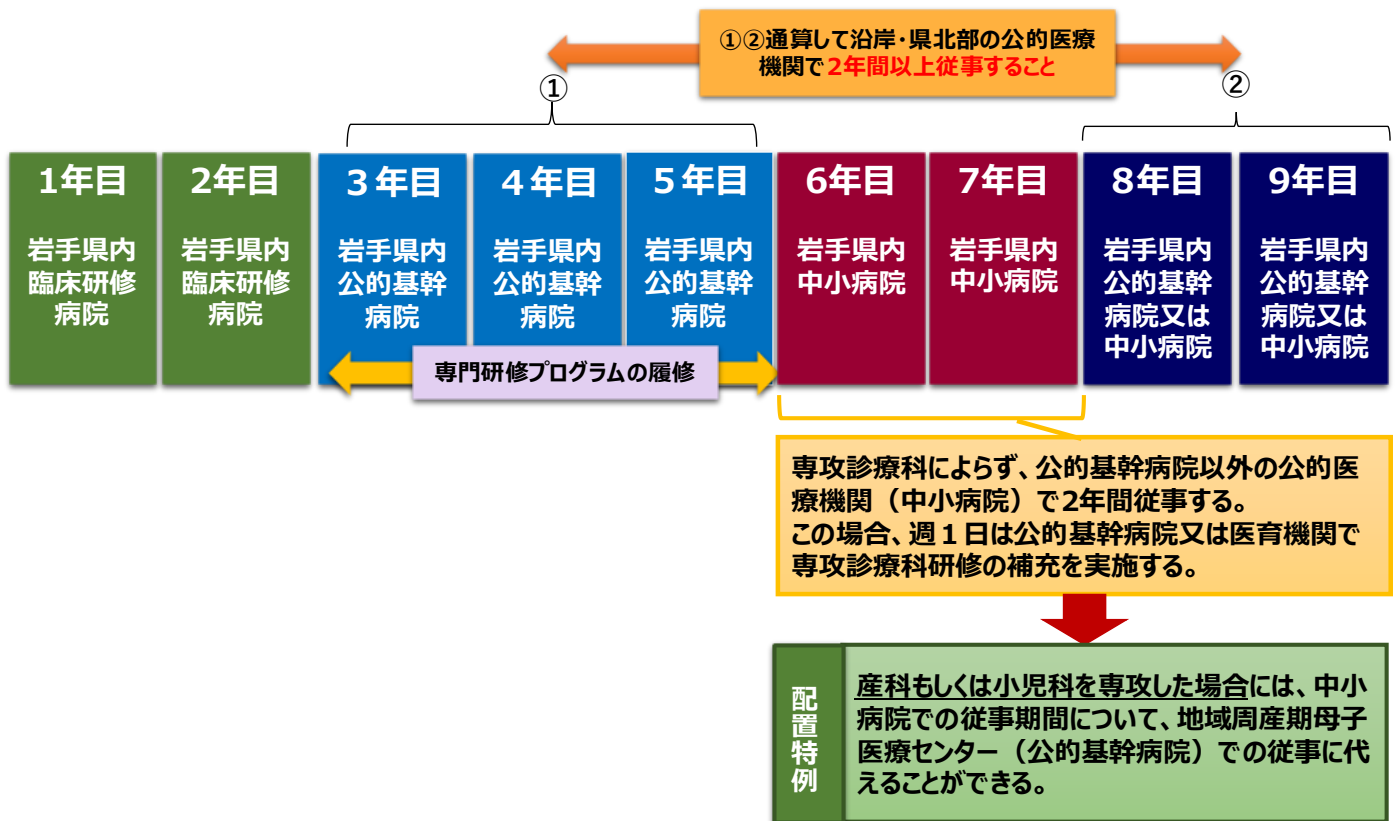 ①②通算して沿岸・県北部の公的医療
機関で2年間以上従事すること
①
②
1年目
岩手県内
臨床研修
病院
2年目
岩手県内
臨床研修
病院
３年目
岩手県内
公的基幹
病院
４年目
岩手県内
公的基幹
病院
５年目
岩手県内
公的基幹
病院
6年目
岩手県内
中小病院
7年目
岩手県内
中小病院
8年目
岩手県内
公的基幹
病院又は
中小病院
9年目
岩手県内
公的基幹
病院又は
中小病院
専門研修プログラムの履修
専攻診療科によらず、公的基幹病院以外の公的医
療機関（中小病院）で2年間従事する。
この場合、週１日は公的基幹病院又は医育機関で
専攻診療科研修の補充を実施する。
配置特例
産科もしくは小児科を専攻した場合には、中小
病院での従事期間について、地域周産期母子
医療センター（公的基幹病院）での従事に代
えることができる。